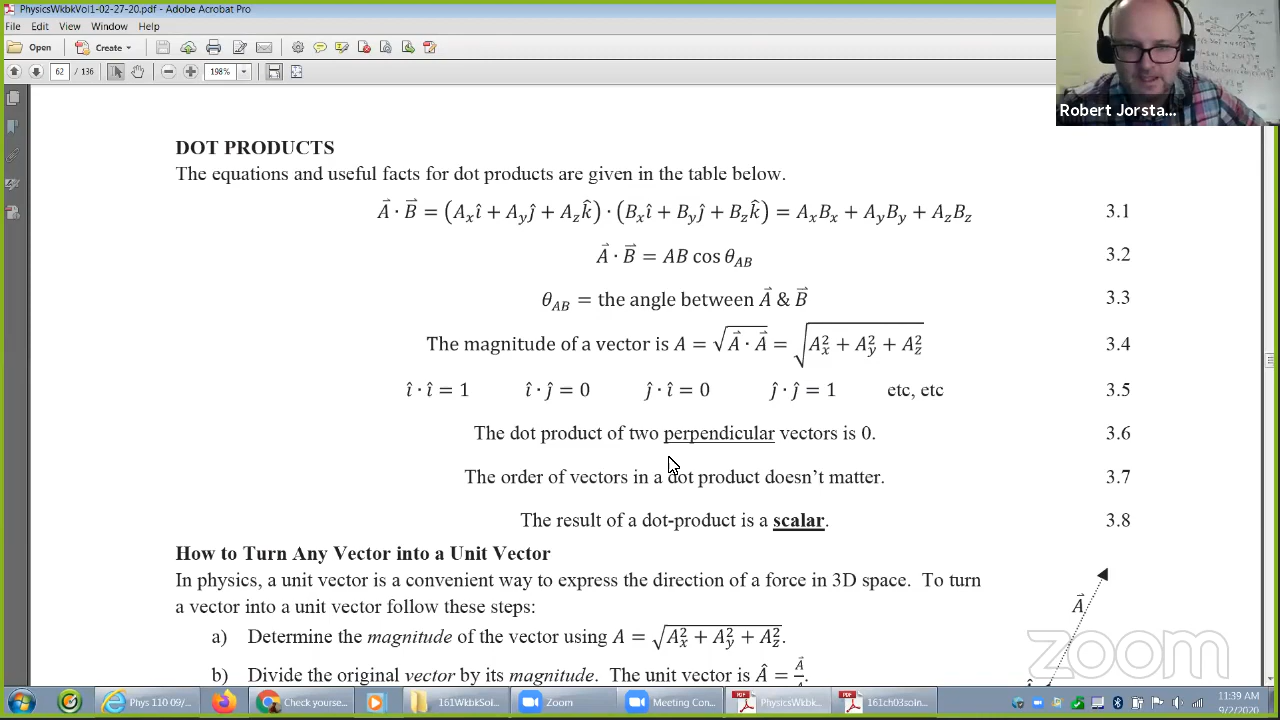 PhysicsWkbkVol1-02-27-20.pdf - Adobe Acrobat Pro
File Edit View Window Help
Open Create
62 / 136 198%
Robert Jorsta...
DOT PRODUCTS
The equations and useful facts for dot products are given in the table below.
A⃗ · B⃗ = (Aₓî + A_yĵ + A_zk̂) · (Bₓî + B_yĵ + B_zk̂) = AₓBₓ + A_yB_y + A_zB_z 3.1
A⃗ · B⃗ = AB cos θ_AB 3.2
θ_AB = the angle between A⃗ & B⃗ 3.3
The magnitude of a vector is A = √(A⃗ · A⃗) = √(Aₓ² + A_y² + A_z²) 3.4
î · î = 1 î · ĵ = 0 ĵ · î = 0 ĵ · ĵ = 1 etc, etc 3.5
The dot product of two perpendicular vectors is 0. 3.6
The order of vectors in a dot product doesn't matter. 3.7
The result of a dot-product is a scalar. 3.8
How to Turn Any Vector into a Unit Vector
In physics, a unit vector is a convenient way to express the direction of a force in 3D space. To turn
a vector into a unit vector follow these steps:
A⃗
a) Determine the magnitude of the vector using A = √(Aₓ² + A_y² + A_z²).
b) Divide the original vector by its magnitude. The unit vector is Â = A⃗/A.
zoom
Phys 110 09/... Check yourse... 161WkbkSol... Zoom Meeting Con... PhysicsWkb... 161ch03soln...
11:39 AM
9/2/2020